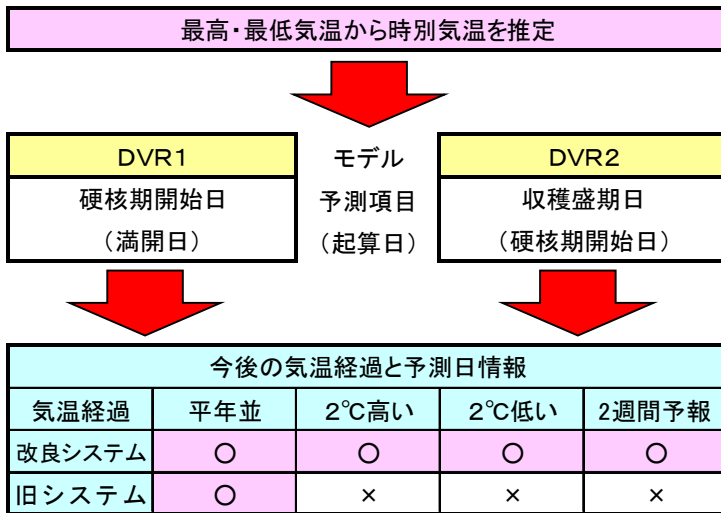 最高・最低気温から時別気温を推定
DVR1 モデル DVR2
硬核期開始日 予測項目 収穫盛期日
（満開日） （起算日） （硬核期開始日）
今後の気温経過と予測日情報
気温経過 平年並 2℃高い 2℃低い 2週間予報
改良システム ○ ○ ○ ○
旧システム ○ × × ×